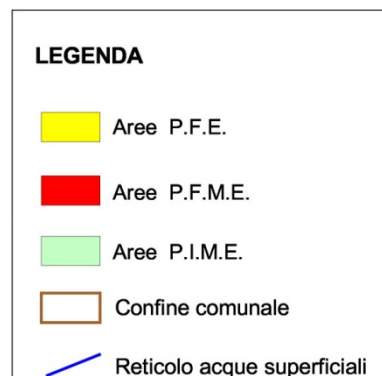 LEGENDA
Aree P.F.E.
Aree P.F.M.E.
Aree P.I.M.E.
Confine comunale
Reticolo acque superficiali